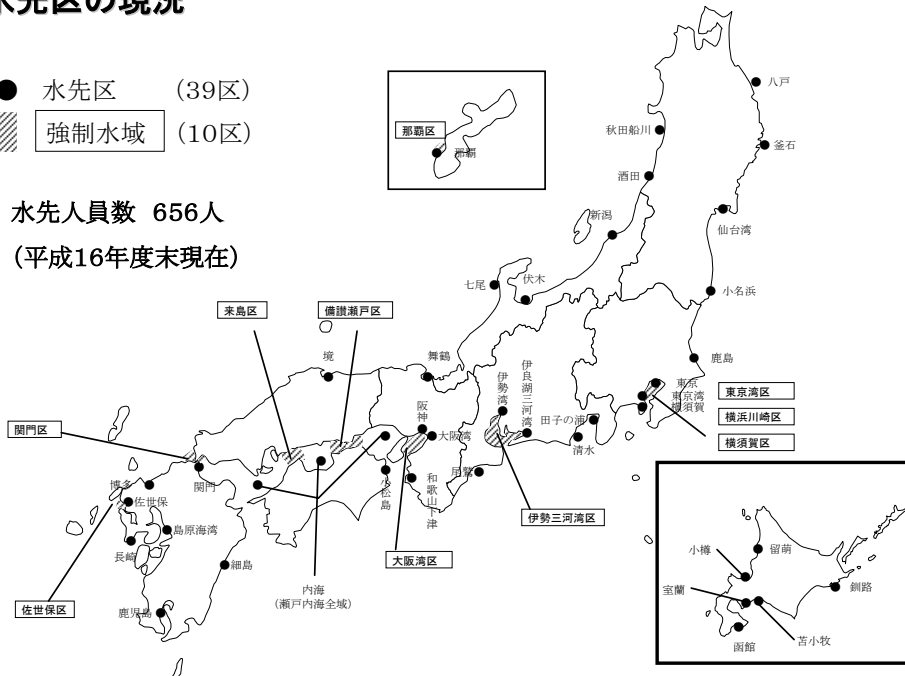 水先区の現況
水先区 (39区)
強制水域 (10区)
水先人員数 656人
(平成16年度末現在)
那覇区
那覇
八戸
秋田船川
釜石
酒田
新潟
仙台湾
七尾
伏木
小名浜
来島区
備讃瀬戸区
境
舞鶴
鹿島
伊勢湾
伊良湖三河湾
東京
東京湾
横須賀
東京湾区
横浜川崎区
横須賀区
阪神
大阪湾
田子の浦
清水
関門区
関門
博多
佐世保
小松島
和歌山下津
尾鷲
伊勢三河湾区
島原海湾
長崎
大阪湾区
細島
内海
(瀬戸内海全域)
佐世保区
鹿児島
小樽
留萌
室蘭
釧路
苫小牧
函館